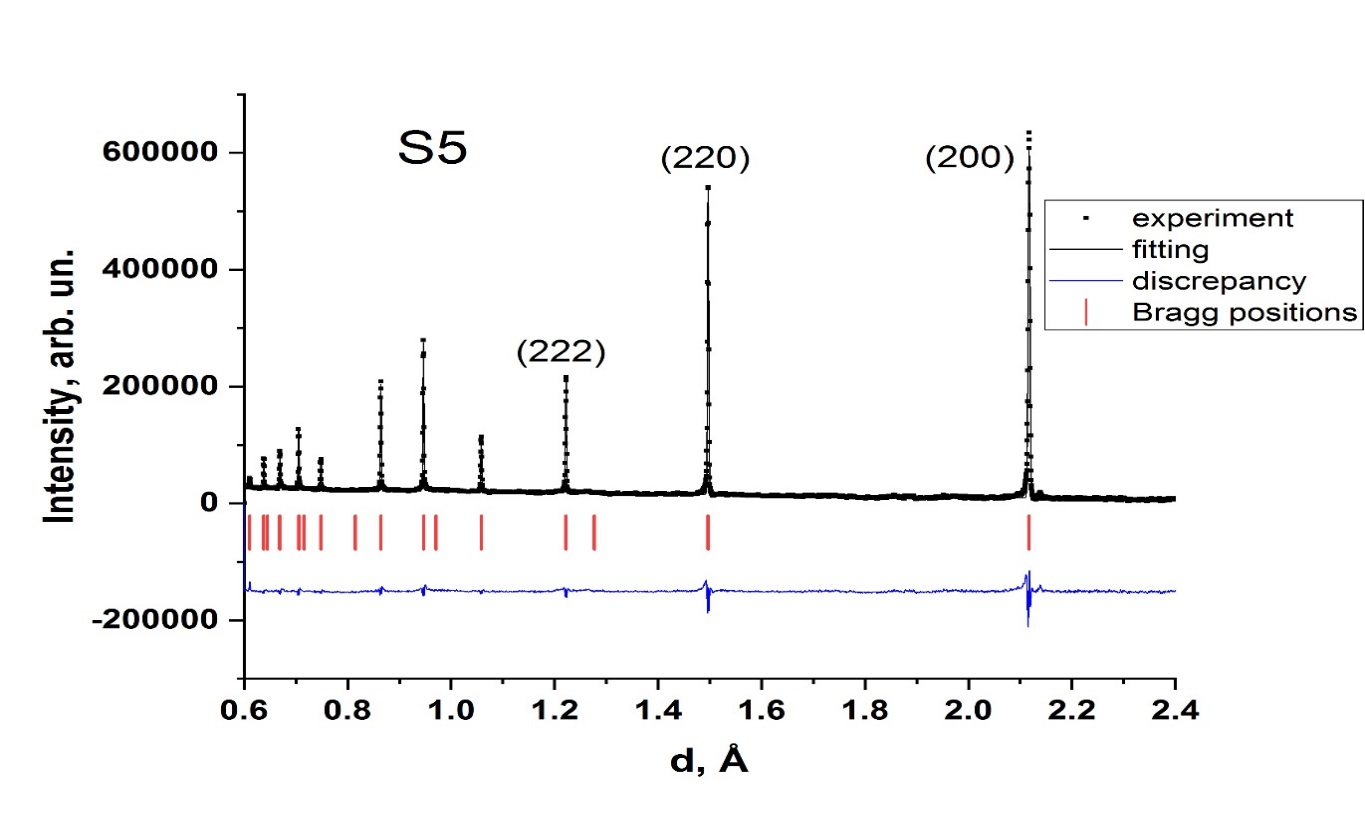 S5
(220)
(200)
(222)
experiment
fitting
discrepancy
Bragg positions
Intensity, arb. un.
600000
400000
200000
0
-200000
0.6 0.8 1.0 1.2 1.4 1.6 1.8 2.0 2.2 2.4
d, Å